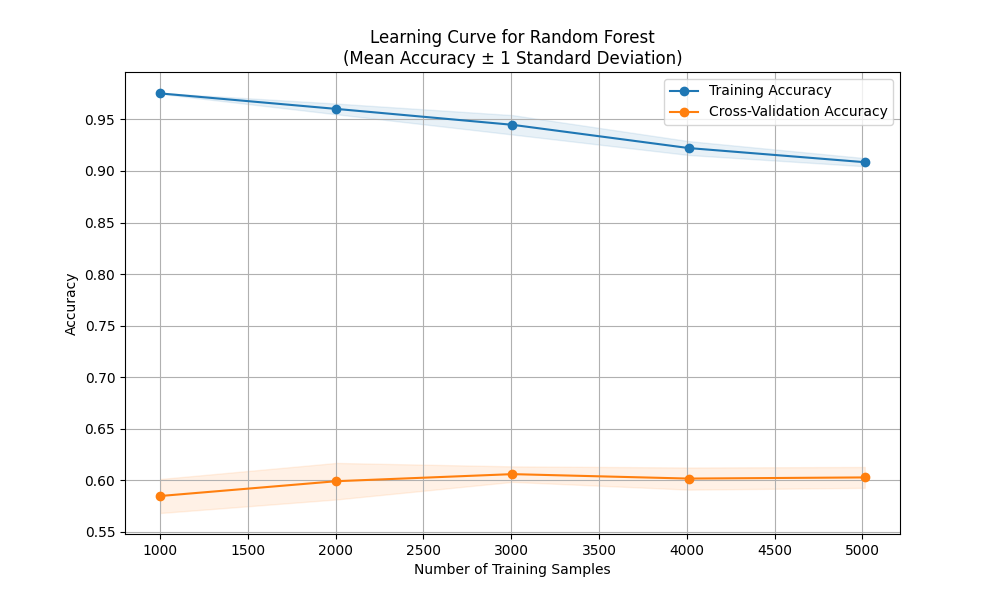 Learning Curve for Random Forest
(Mean Accuracy ± 1 Standard Deviation)
Training Accuracy
Cross-Validation Accuracy
Accuracy
0.95
0.90
0.85
0.80
0.75
0.70
0.65
0.60
0.55
1000 1500 2000 2500 3000 3500 4000 4500 5000
Number of Training Samples